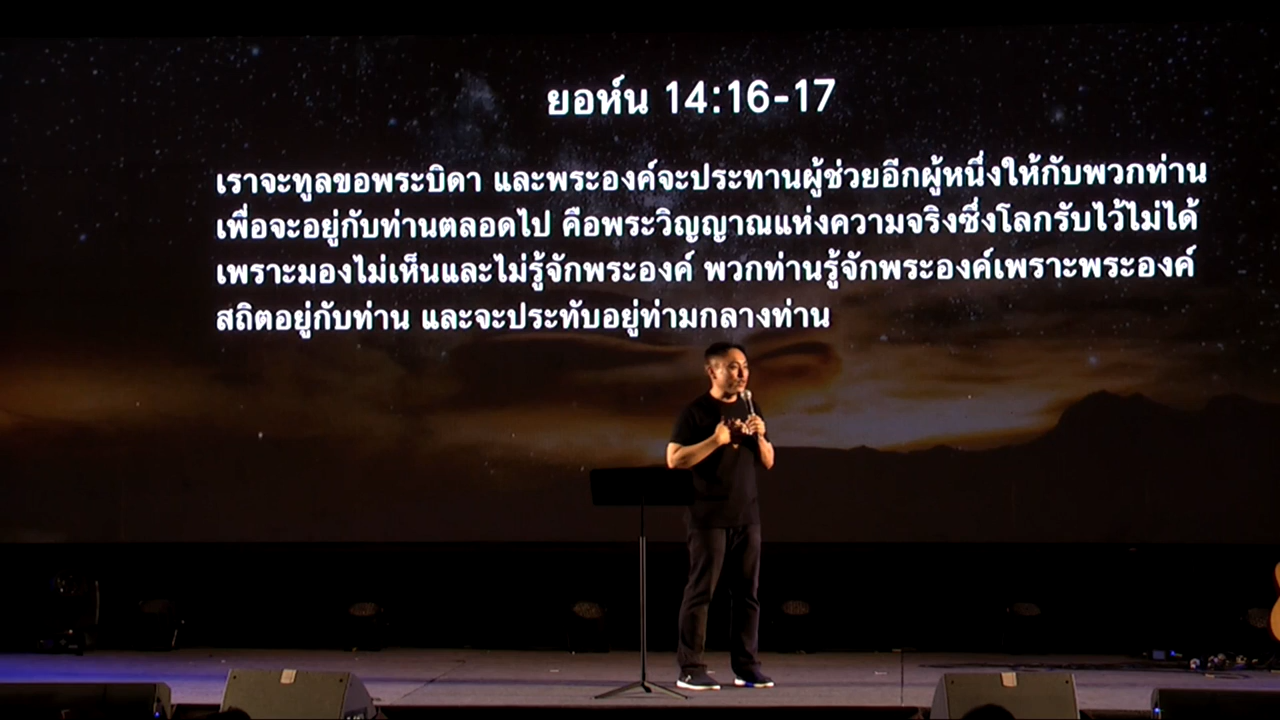 ยอห์น 14:16-17
เราจะทูลขอพระบิดา และพระองค์จะประทานผู้ช่วยอีกผู้หนึ่งให้กับพวกท่าน
เพื่อจะอยู่กับท่านตลอดไป คือพระวิญญาณแห่งความจริงซึ่งโลกรับไว้ไม่ได้
เพราะมองไม่เห็นและไม่รู้จักพระองค์ พวกท่านรู้จักพระองค์เพราะพระองค์
สถิตอยู่กับท่าน และจะประทับอยู่ท่ามกลางท่าน